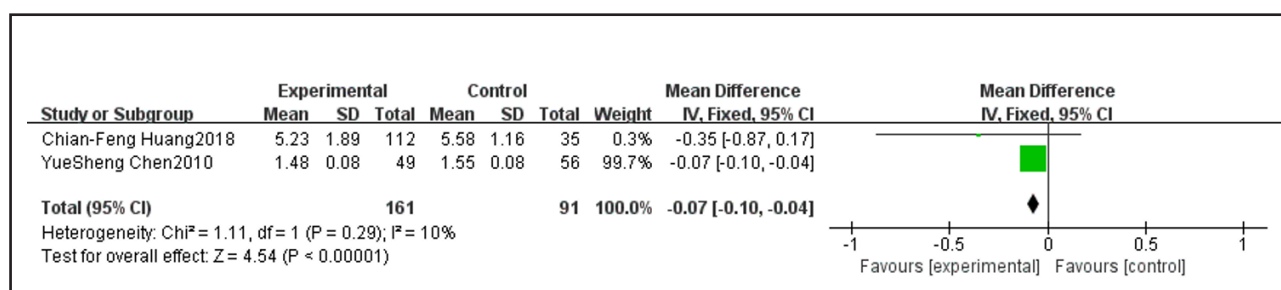 Experimental Control Mean Difference Mean Difference
Study or Subgroup Mean SD Total Mean SD Total Weight IV, Fixed, 95% CI IV, Fixed, 95% CI
Chian-Feng Huang2018 5.23 1.89 112 5.58 1.16 35 0.3% -0.35 [-0.87, 0.17]
YueSheng Chen2010 1.48 0.08 49 1.55 0.08 56 99.7% -0.07 [-0.10, -0.04]
Total (95% CI) 161 91 100.0% -0.07 [-0.10, -0.04]
Heterogeneity: Chi² = 1.11, df = 1 (P = 0.29); I² = 10%
Test for overall effect: Z = 4.54 (P < 0.00001)
-1 -0.5 0 0.5 1
Favours [experimental] Favours [control]